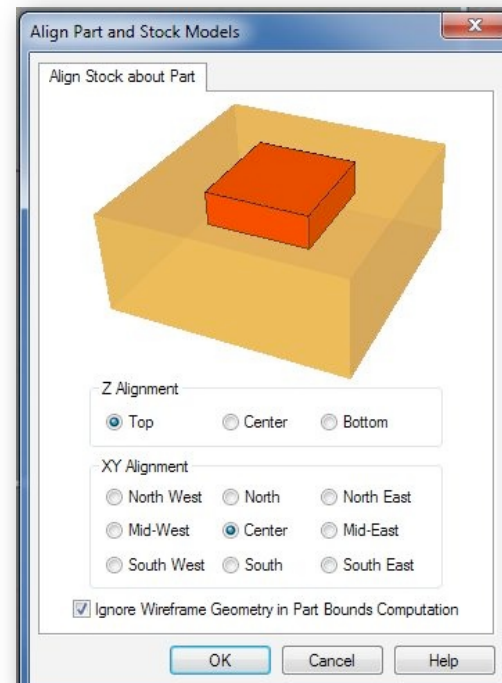 Align Part and Stock Models
Align Stock about Part
Z Alignment
Top Center Bottom
XY Alignment
North West North North East
Mid-West Center Mid-East
South West South South East
Ignore Wireframe Geometry in Part Bounds Computation
OK Cancel Help